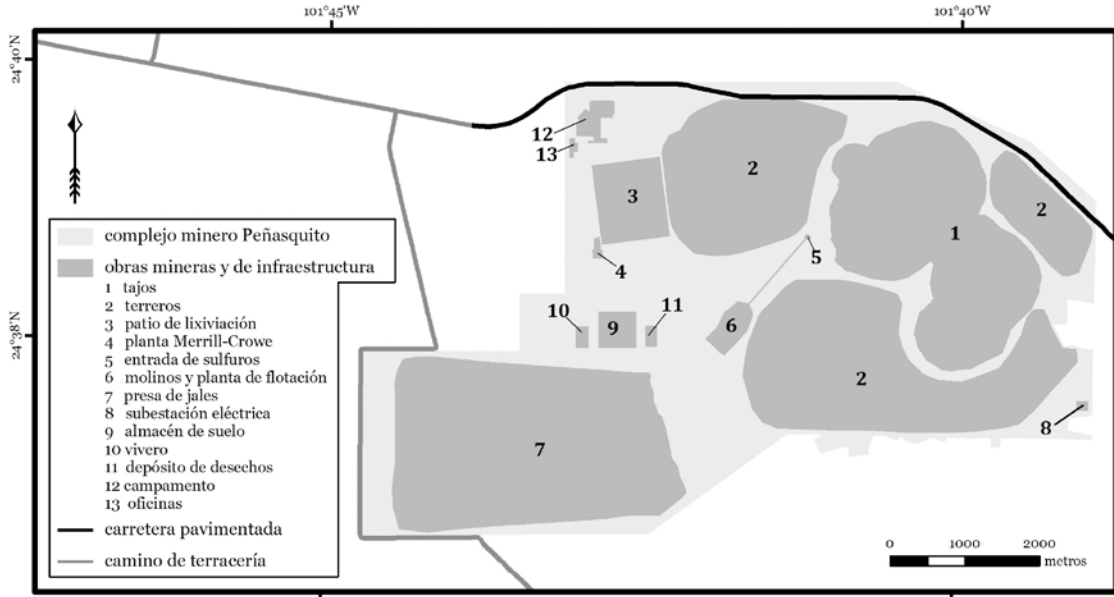 101°45'W
101°40'W
24°40'N
24°38'N
12
13
2
3
2
1
4
5
10
9
11
6
2
7
8
complejo minero Peñasquito
obras mineras y de infraestructura
1 tajos
2 terreros
3 patio de lixiviación
4 planta Merrill-Crowe
5 entrada de sulfuros
6 molinos y planta de flotación
7 presa de jales
8 subestación eléctrica
9 almacén de suelo
10 vivero
11 depósito de desechos
12 campamento
13 oficinas
carretera pavimentada
camino de terracería
0 1000 2000
metros